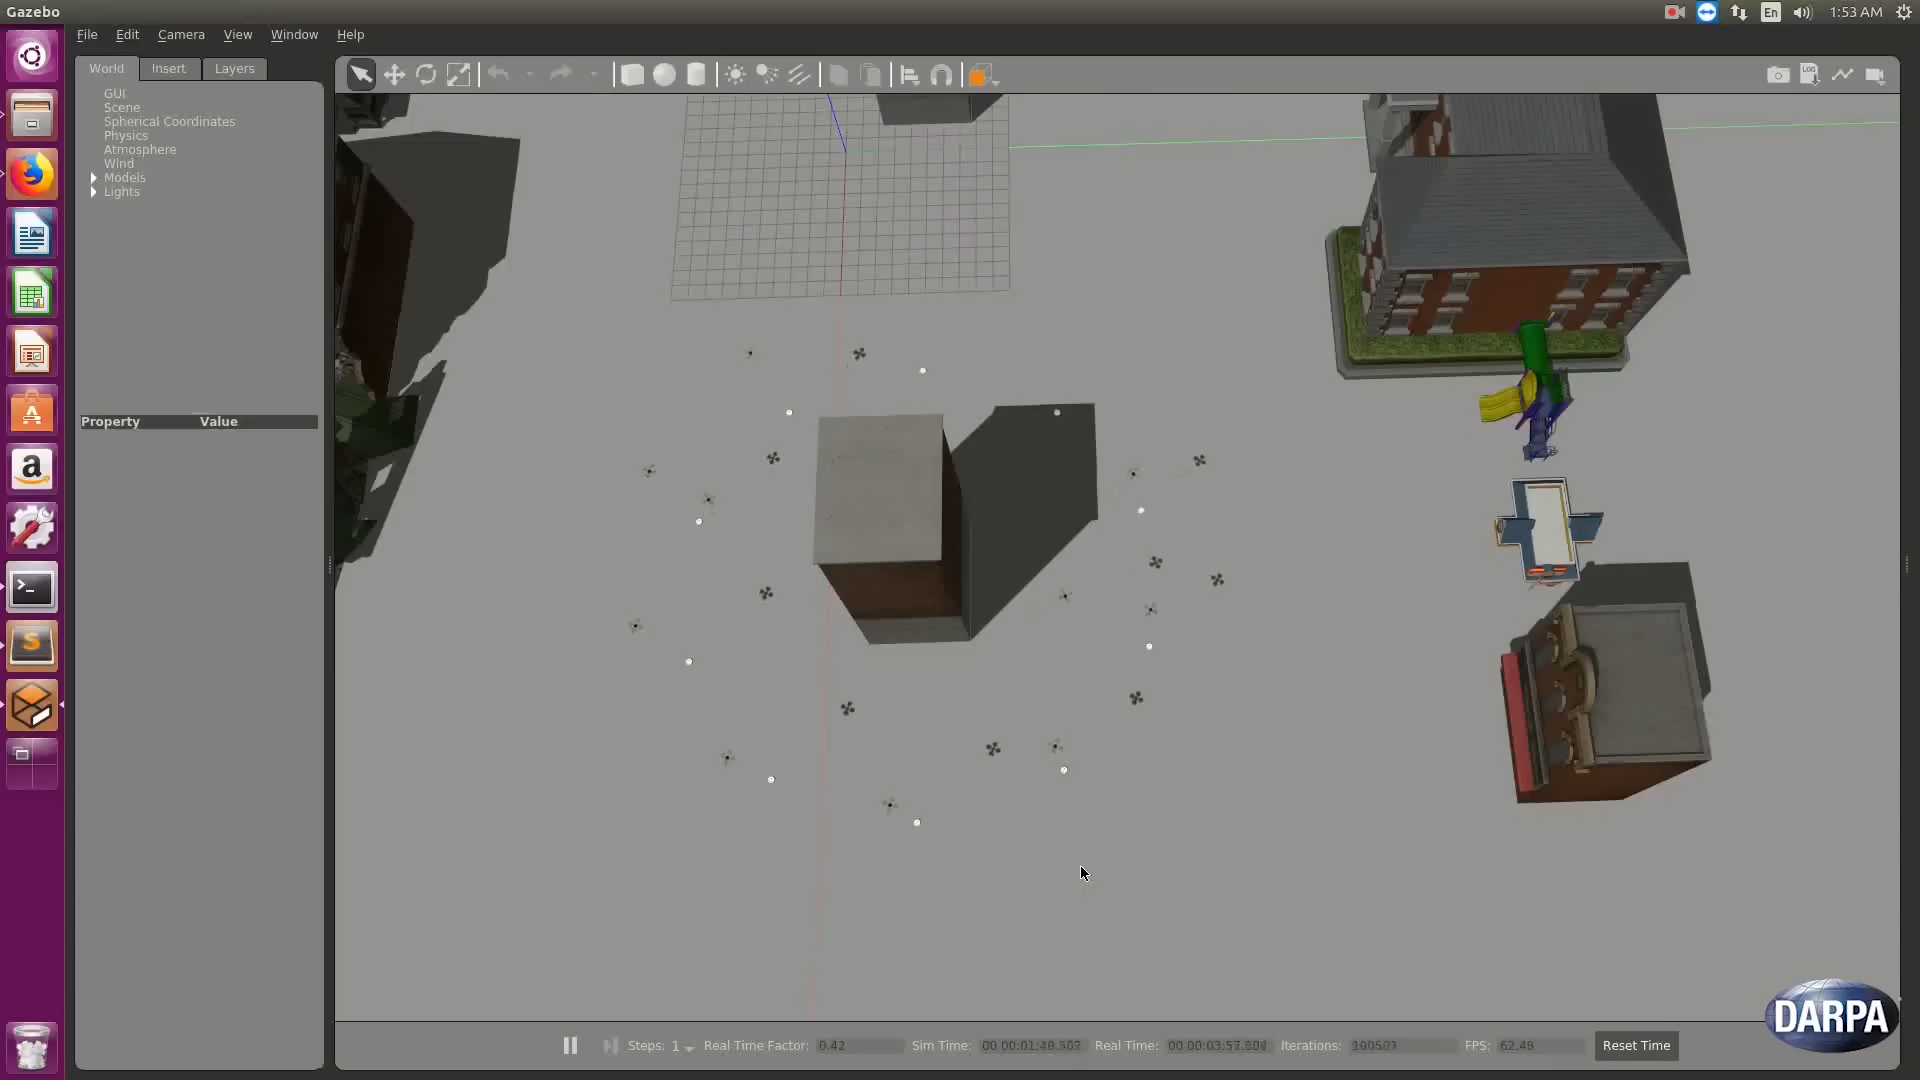 Gazebo
En
1:53 AM
File Edit Camera View Window Help
World Insert Layers
GUI
Scene
Spherical Coordinates
Physics
Atmosphere
Wind
Models
Lights
Property Value
DARPA
Steps: 1 Real Time Factor: 0.42 Sim Time: Real Time: Iterations: FPS: Reset Time